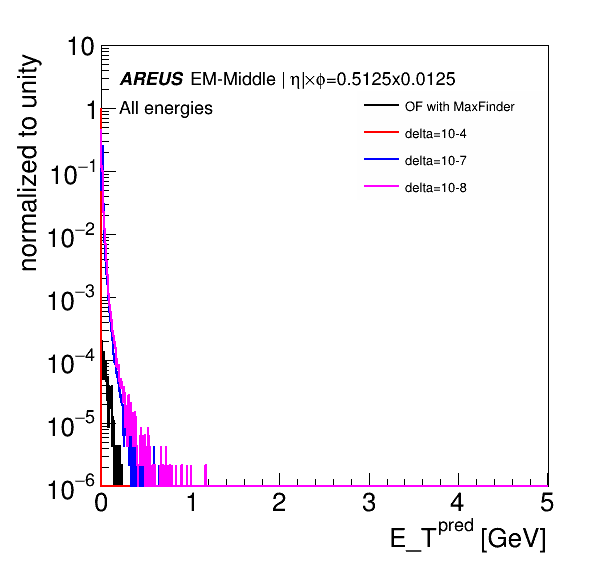 normalized to unity
10
1
10⁻¹
10⁻²
10⁻³
10⁻⁴
10⁻⁵
10⁻⁶
AREUS EM-Middle | η|×ϕ=0.5125x0.0125
All energies
OF with MaxFinder
delta=10-4
delta=10-7
delta=10-8
0 1 2 3 4 5
E_T^pred [GeV]